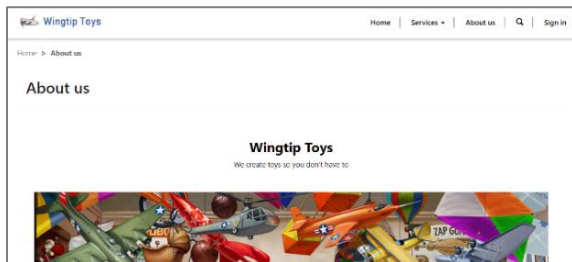 Wingtip Toys
Home | Services | About us | Sign in
Home > About us
About us
Wingtip Toys
We create toys so you don't have to
ZAP